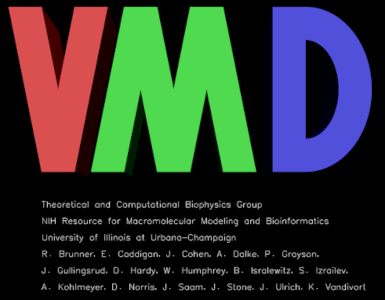 VMD
Theoretical and Computational Biophysics Group
NIH Resource for Macromolecular Modeling and Bioinformatics
University of Illinois at Urbana-Champaign
R. Brunner, E. Caddigan, J. Cohen, A. Dalke, P. Grayson,
J. Gullingsrud, D. Hardy, W. Humphrey, B. Isralewitz, S. Izrailev,
A. Kohlmeyer, D. Norris, J. Saam, J. Stone, J. Ulrich, K. Vandivort